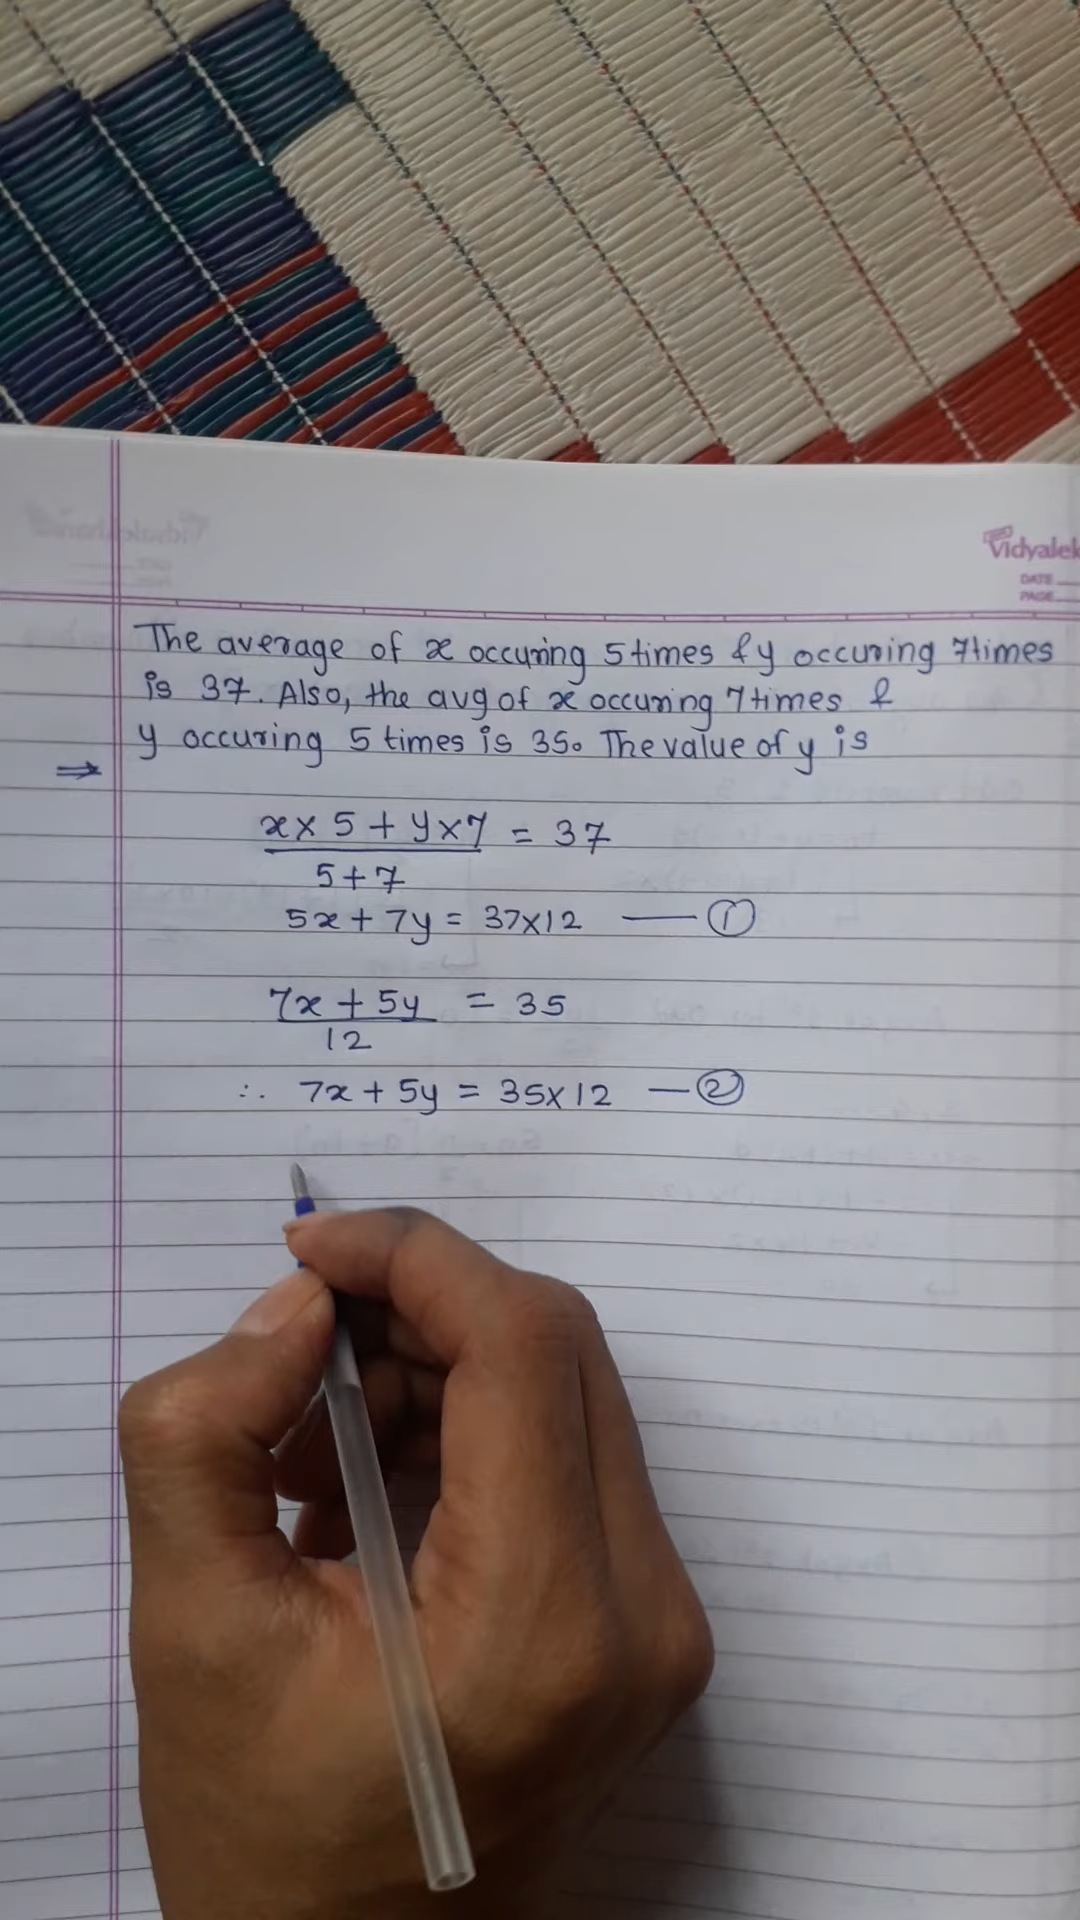 Vidyalek
DATE
PAGE
The average of x occuring 5 times & y occuring 7 times
is 37. Also, the avg of x occuring 7 times &
y occuring 5 times is 35. The value of y is
⇒
x × 5 + y × 7 = 37
5 + 7
5x + 7y = 37 × 12 — ①
7x + 5y = 35
12
∴ 7x + 5y = 35 × 12 — ②